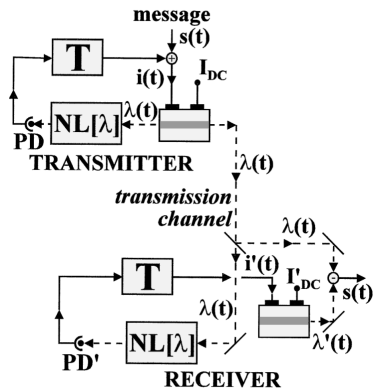 message
s(t)
T
+
i(t)
I_DC
PD
NL[λ]
λ(t)
TRANSMITTER
λ(t)
transmission
channel
λ(t)
i'(t)
I'_DC
-
s(t)
T
λ(t)
λ'(t)
PD'
NL[λ]
RECEIVER